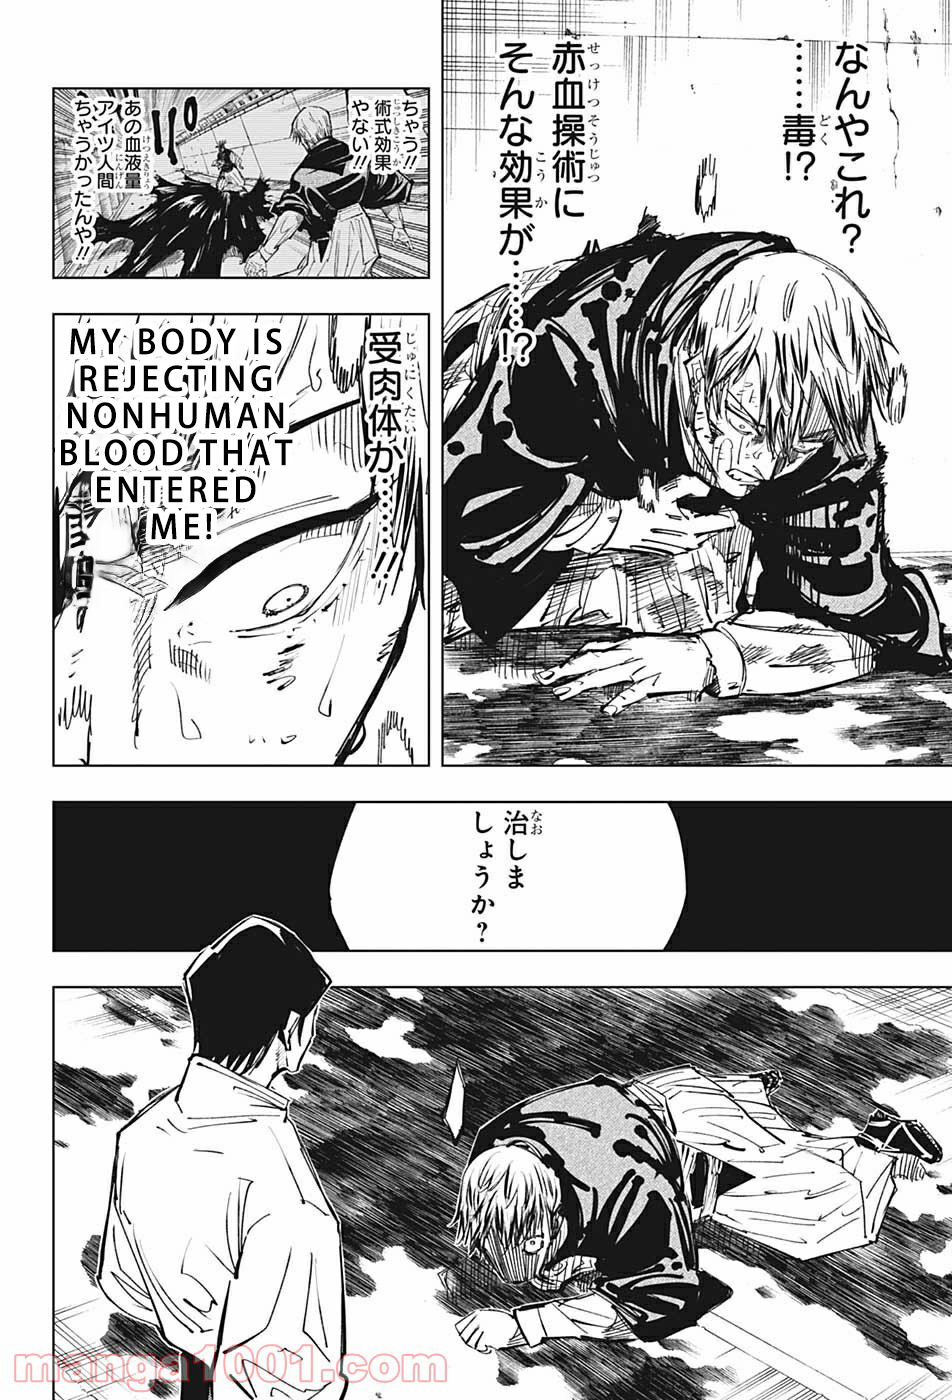 なんやこれ?
……毒!?
赤血操術に
そんな効果が……!?
ちゃう!!
術式効果
やない!!
あの血液量
アイツ人間
ちゃうかったんや!!
受肉体か……!!
MY BODY IS
REJECTING
NONHUMAN
BLOOD THAT
ENTERED
ME!
治しま
しょうか?
manga1001.com